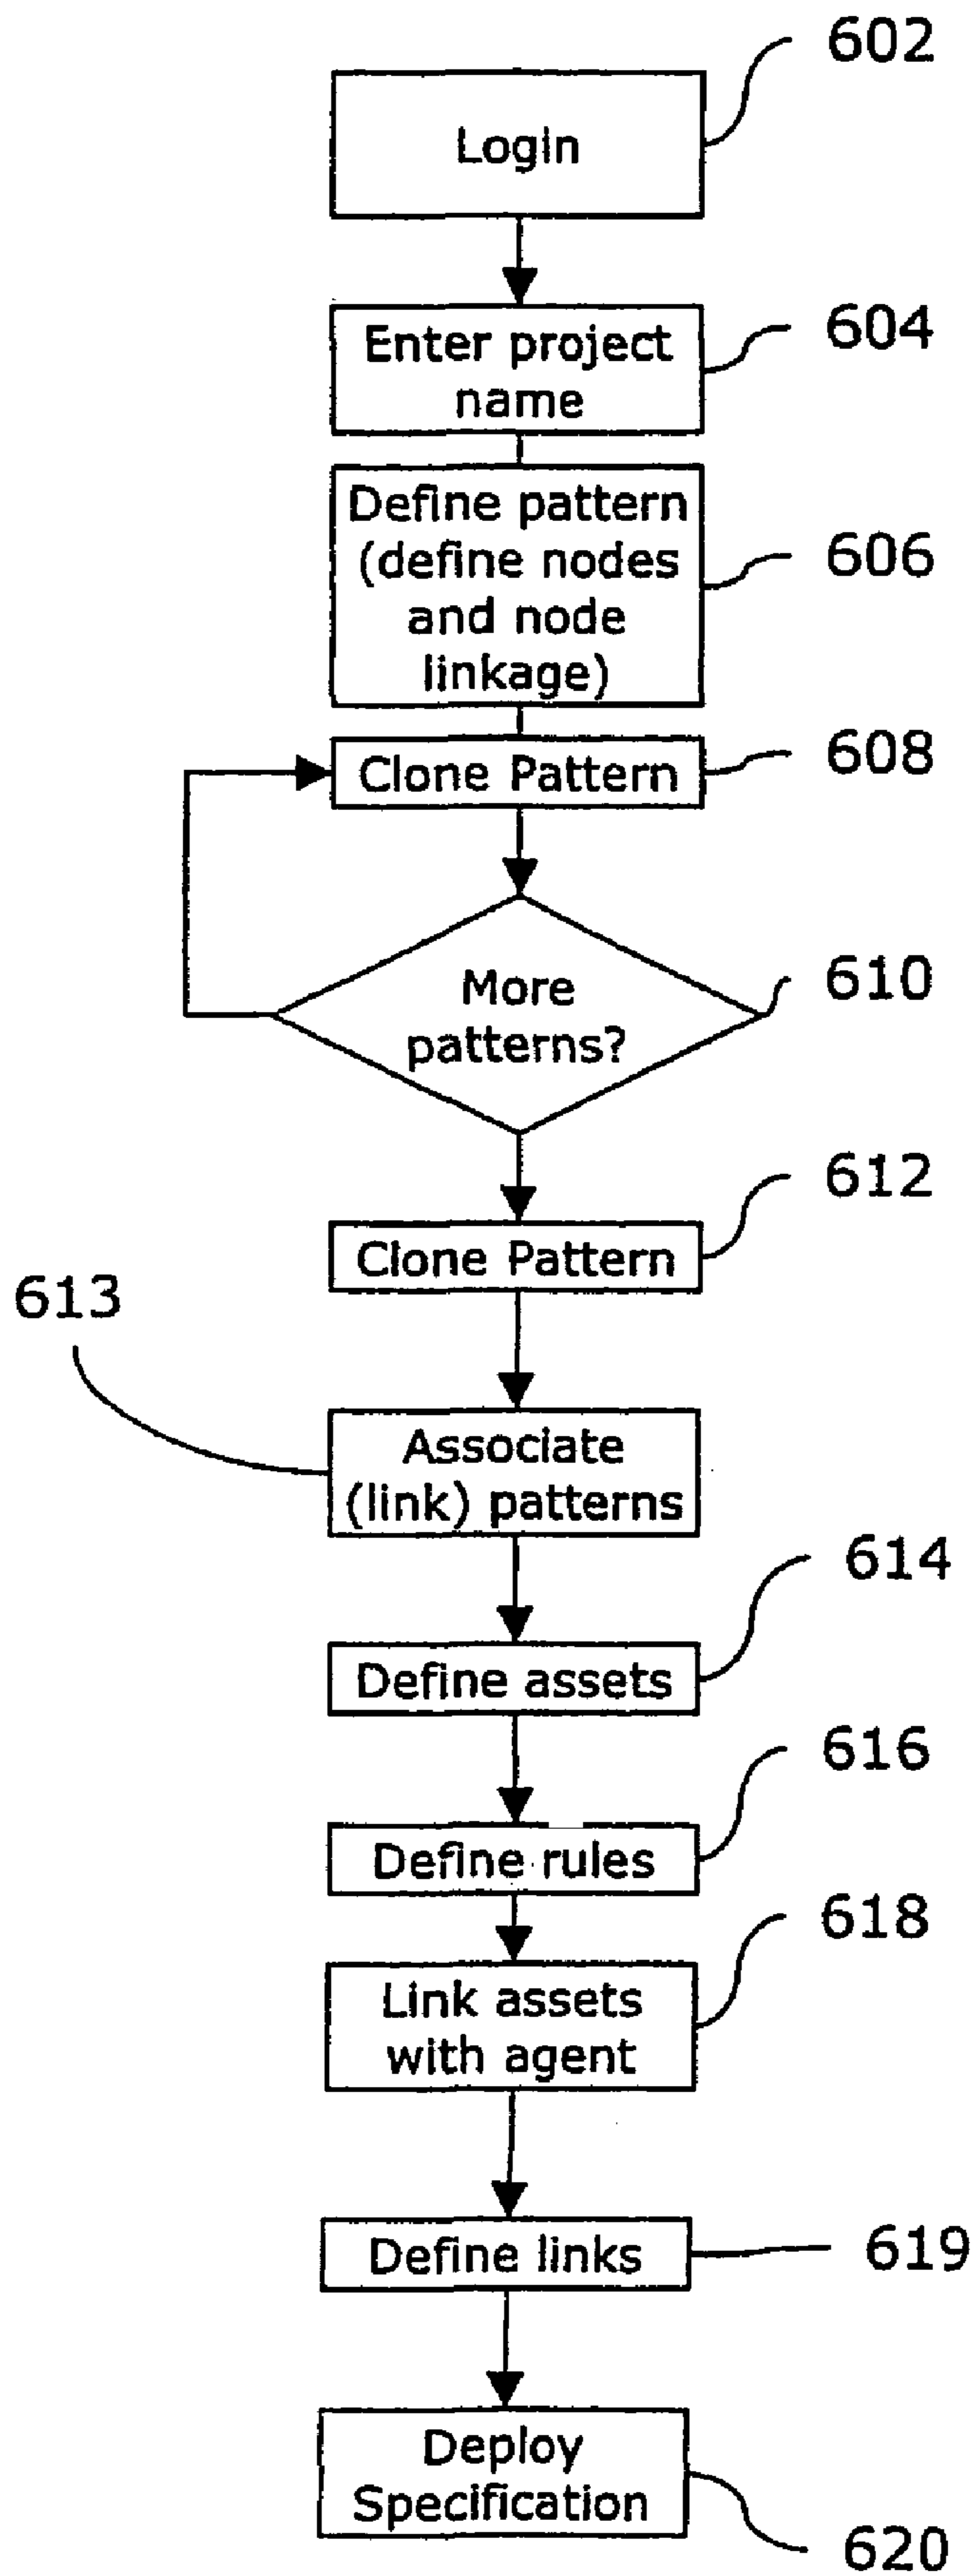 602
Login
604
Enter project
name
Define pattern
(define nodes
and node
linkage)
606
608
Clone Pattern
610
More
patterns?
612
Clone Pattern
613
Associate
(link) patterns
614
Define assets
616
Define rules
618
Link assets
with agent
619
Define links
Deploy
Specification
620